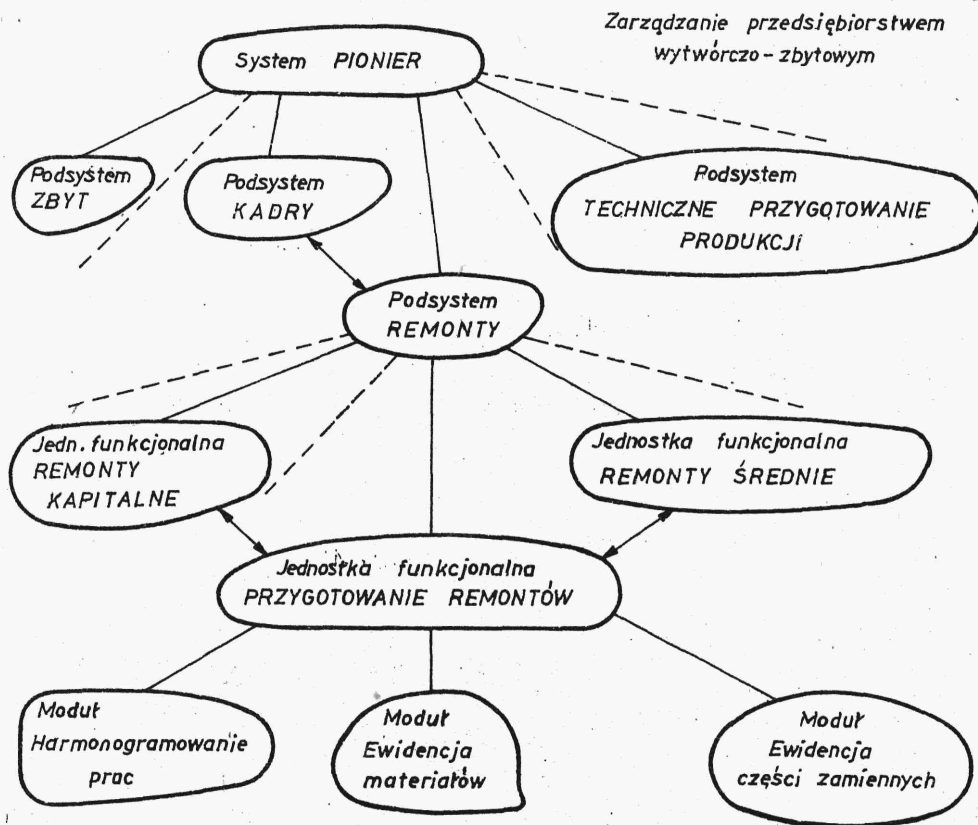 Zarządzanie przedsiębiorstwem
wytwórczo-zbytowym
System PIONIER
Podsystem
ZBYT
Podsystem
KADRY
Podsystem
TECHNICZNE PRZYGOTOWANIE
PRODUKCJI
Podsystem
REMONTY
Jedn. funkcjonalna
REMONTY
KAPITALNE
Jednostka funkcjonalna
REMONTY ŚREDNIE
Jednostka funkcjonalna
PRZYGOTOWANIE REMONTÓW
Moduł
Harmonogramowanie
prac
Moduł
Ewidencja
materiałów
Moduł
Ewidencja
części zamiennych